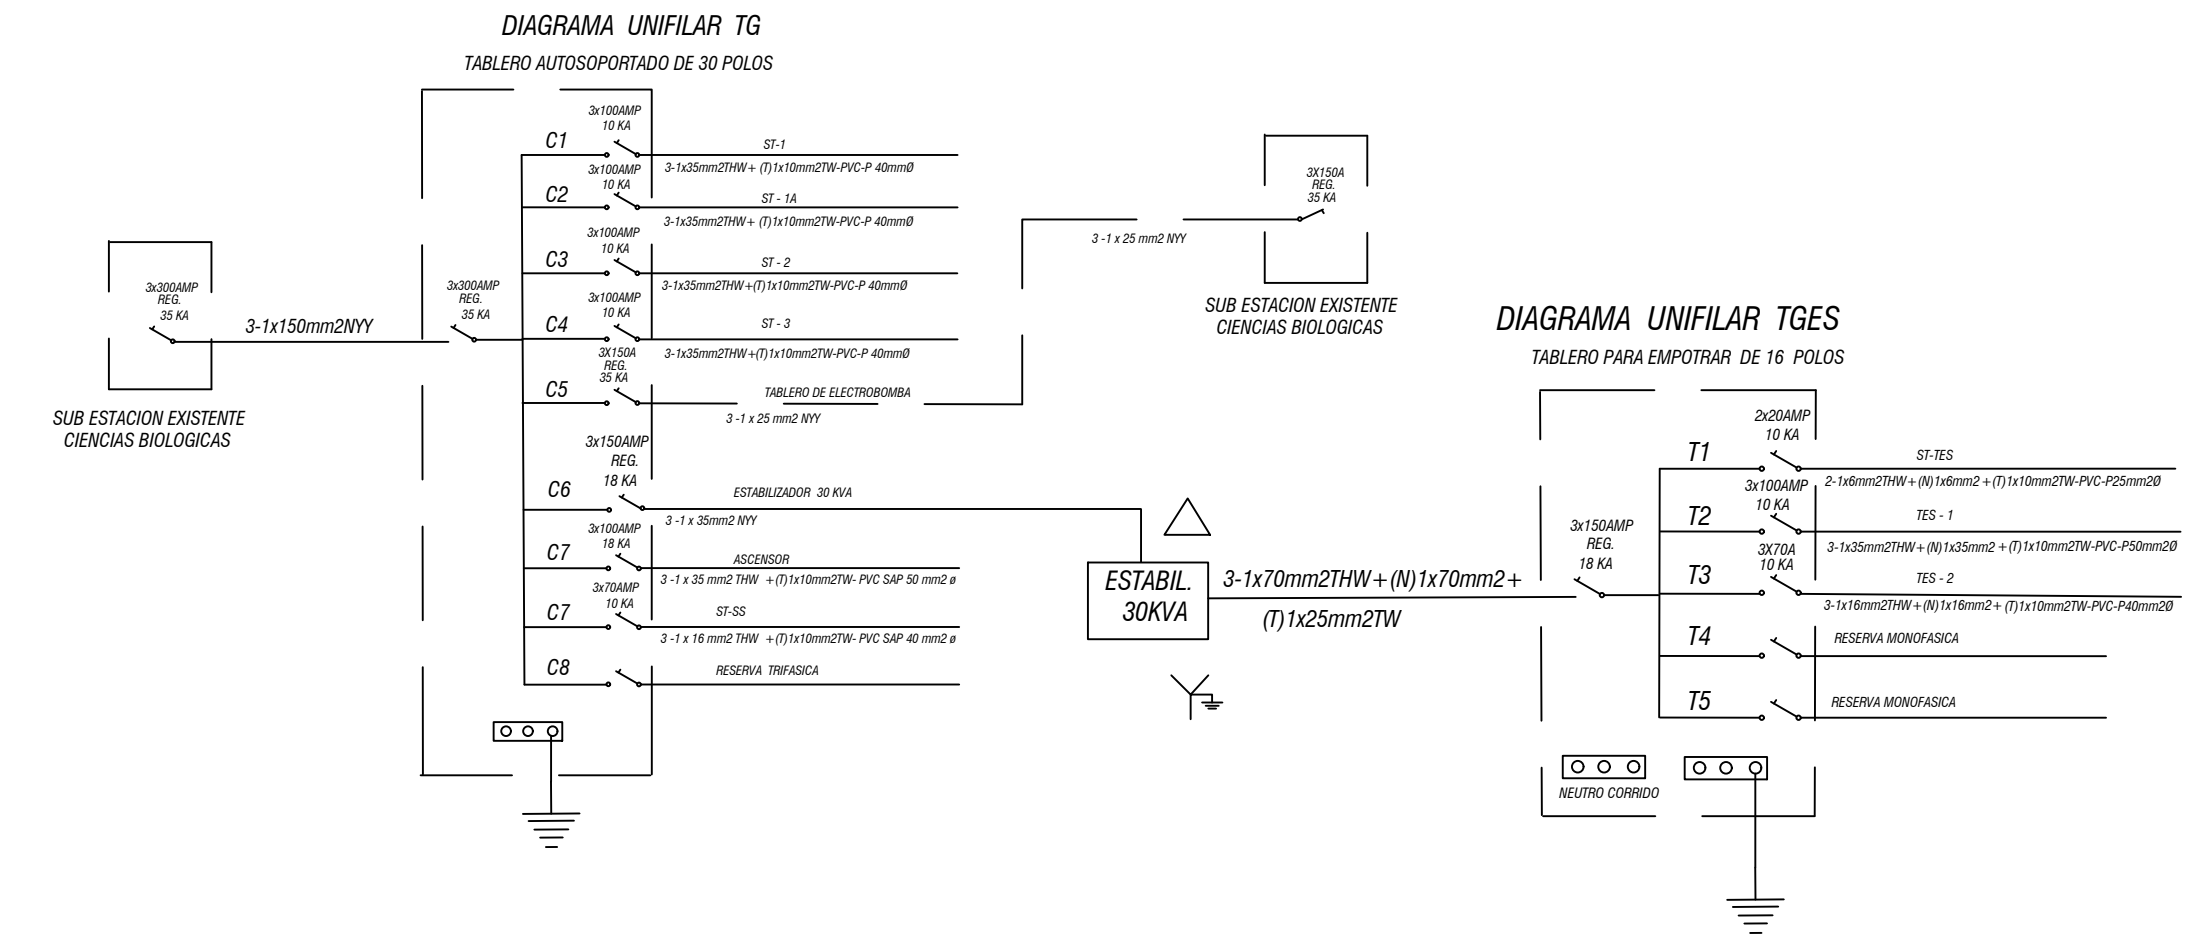 DIAGRAMA UNIFILAR TG
TABLERO AUTOSOPORTADO DE 30 POLOS
3x300AMP
REG.
35 KA
3-1x150mm2NYY
SUB ESTACION EXISTENTE
CIENCIAS BIOLOGICAS
3x300AMP
REG.
35 KA
C1
3x100AMP
10 KA
ST-1
3-1x35mm2THW+ (T)1x10mm2TW-PVC-P 40mmØ
C2
3x100AMP
10 KA
ST - 1A
3-1x35mm2THW+ (T)1x10mm2TW-PVC-P 40mmØ
C3
3x100AMP
10 KA
ST - 2
3-1x35mm2THW+(T)1x10mm2TW-PVC-P 40mmØ
C4
3x100AMP
10 KA
ST - 3
3-1x35mm2THW+(T)1x10mm2TW-PVC-P 40mmØ
C5
3X150A
REG.
35 KA
TABLERO DE ELECTROBOMBA
3 -1 x 25 mm2 NYY
C6
3x150AMP
REG.
18 KA
ESTABILIZADOR 30 KVA
3 -1 x 35mm2 NYY
C7
3x100AMP
18 KA
ASCENSOR
3 -1 x 35 mm2 THW +(T)1x10mm2TW- PVC SAP 50 mm2 ø
C7
3x70AMP
10 KA
ST-SS
3 -1 x 16 mm2 THW +(T)1x10mm2TW- PVC SAP 40 mm2 ø
C8
RESERVA TRIFASICA
3 -1 x 25 mm2 NYY
3X150A
REG.
35 KA
SUB ESTACION EXISTENTE
CIENCIAS BIOLOGICAS
ESTABIL.
30KVA
3-1x70mm2THW+(N)1x70mm2+
(T)1x25mm2TW
DIAGRAMA UNIFILAR TGES
TABLERO PARA EMPOTRAR DE 16 POLOS
3x150AMP
REG.
18 KA
T1
2x20AMP
10 KA
ST-TES
2-1x6mm2THW+(N)1x6mm2 +(T)1x10mm2TW-PVC-P25mm2Ø
T2
3x100AMP
10 KA
TES - 1
3-1x35mm2THW+(N)1x35mm2 +(T)1x10mm2TW-PVC-P50mm2Ø
T3
3X70A
10 KA
TES - 2
3-1x16mm2THW+(N)1x16mm2+ (T)1x10mm2TW-PVC-P40mm2Ø
T4
RESERVA MONOFASICA
T5
RESERVA MONOFASICA
NEUTRO CORRIDO